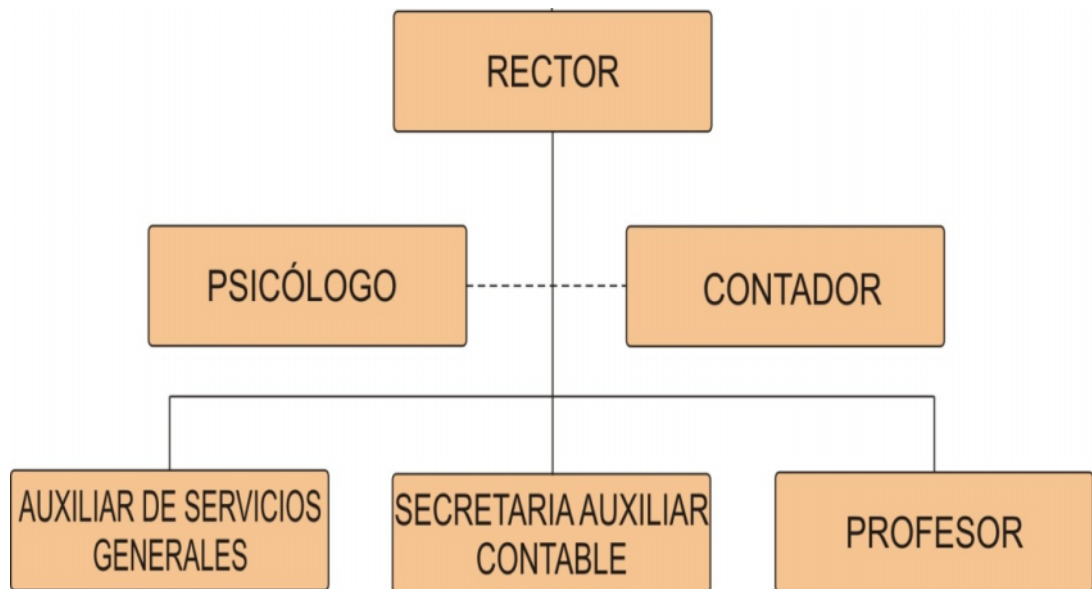 RECTOR
PSICÓLOGO
CONTADOR
AUXILIAR DE SERVICIOS
GENERALES
SECRETARIA AUXILIAR
CONTABLE
PROFESOR